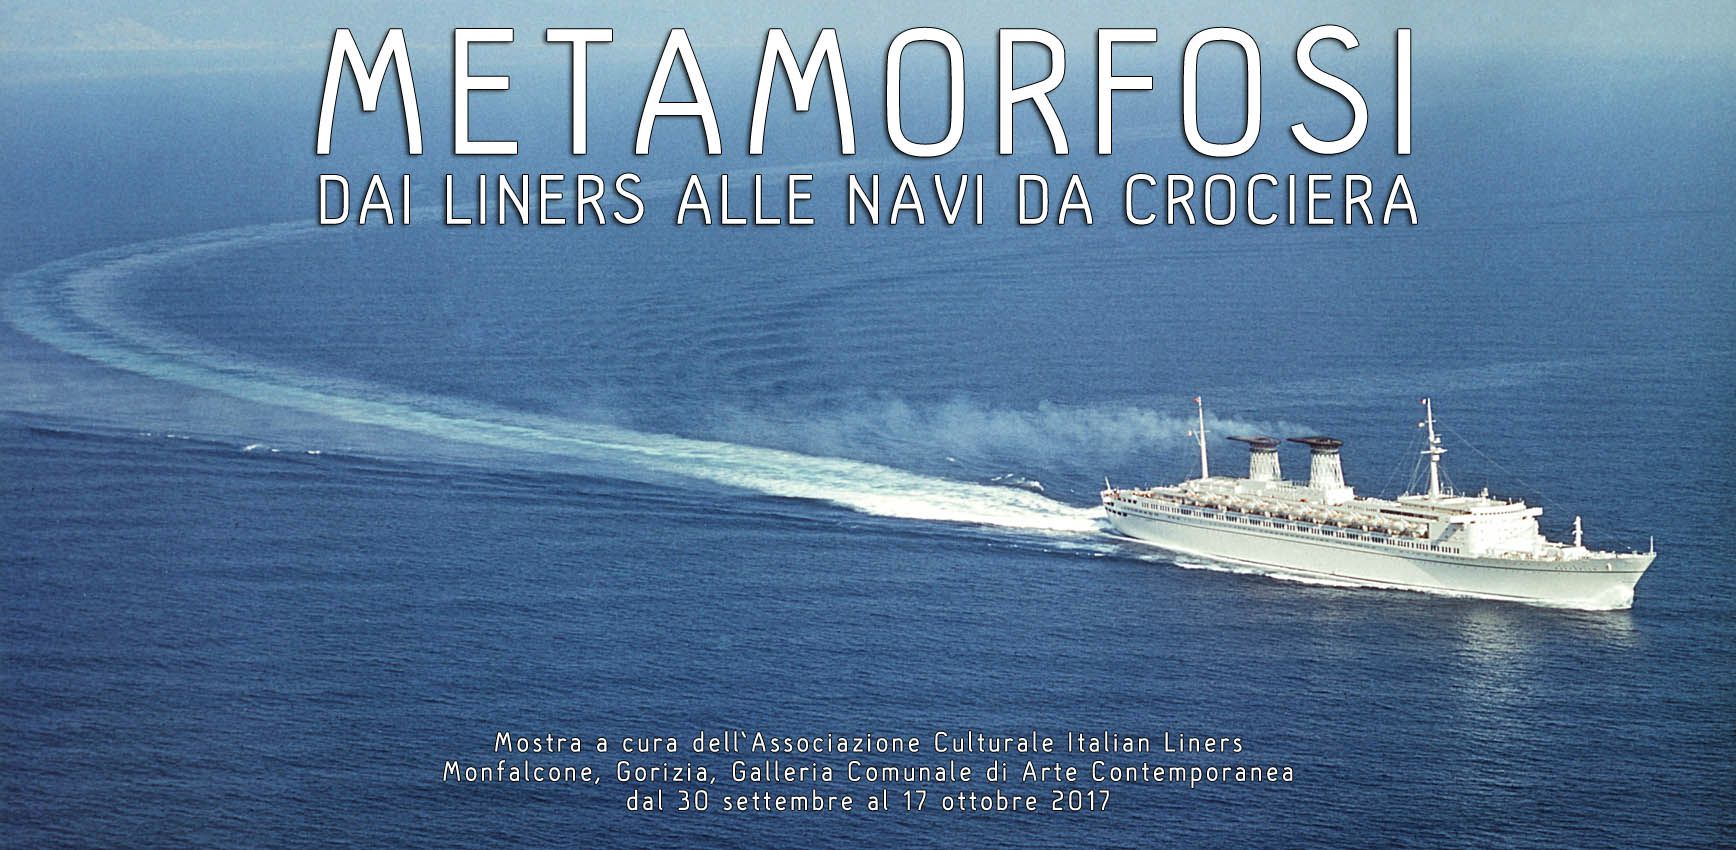 METAMORFOSI
DAI LINERS ALLE NAVI DA CROCIERA
Mostra a cura dell`Associazione Culturale Italian Liners
Monfalcone, Gorizia, Galleria Comunale di Arte Contemporanea
dal 30 settembre al 17 ottobre 2017